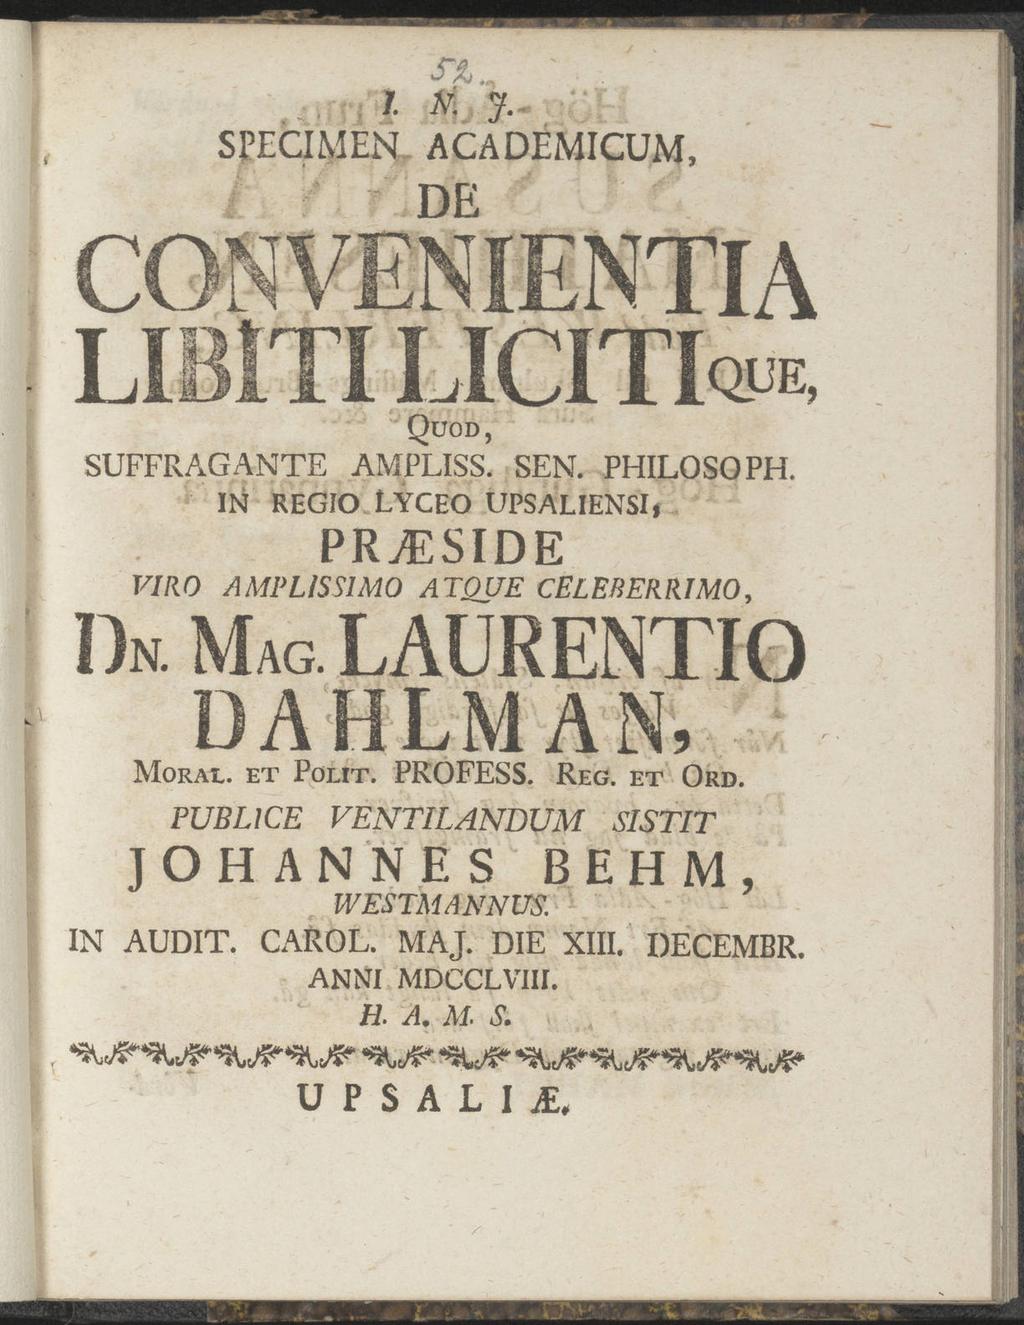 52.
I. N. J.
SPECIMEN ACADEMICUM,
DE
CONVENIENTIA
LIBITI LICITIQUE,
QUOD,
SUFFRAGANTE AMPLISS. SEN. PHILOSOPH.
IN REGIO LYCEO UPSALIENSI,
PRÆSIDE
VIRO AMPLISSIMO ATQUE CELEBERRIMO,
DN. MAG. LAURENTIO
DAHLMAN,
MORAL. ET POLIT. PROFESS. REG. ET ORD.
PUBLICE VENTILANDUM SISTIT
JOHANNES BEHM,
WESTMANNUS.
IN AUDIT. CAROL. MAJ. DIE XIII. DECEMBR.
ANNI MDCCLVIII.
H. A. M. S.
UPSALIÆ.